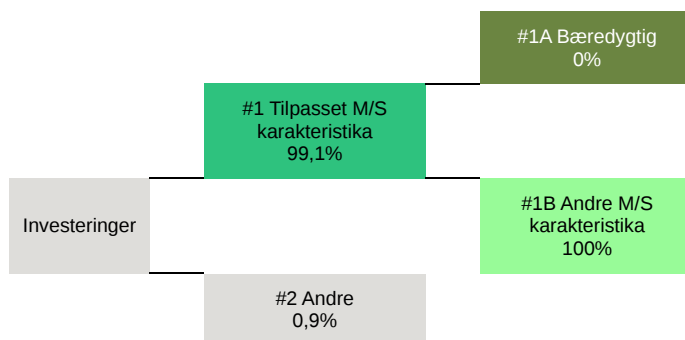 #1A Bæredygtig
0%
#1 Tilpasset M/S
karakteristika
99,1%
Investeringer
#1B Andre M/S
karakteristika
100%
#2 Andre
0,9%